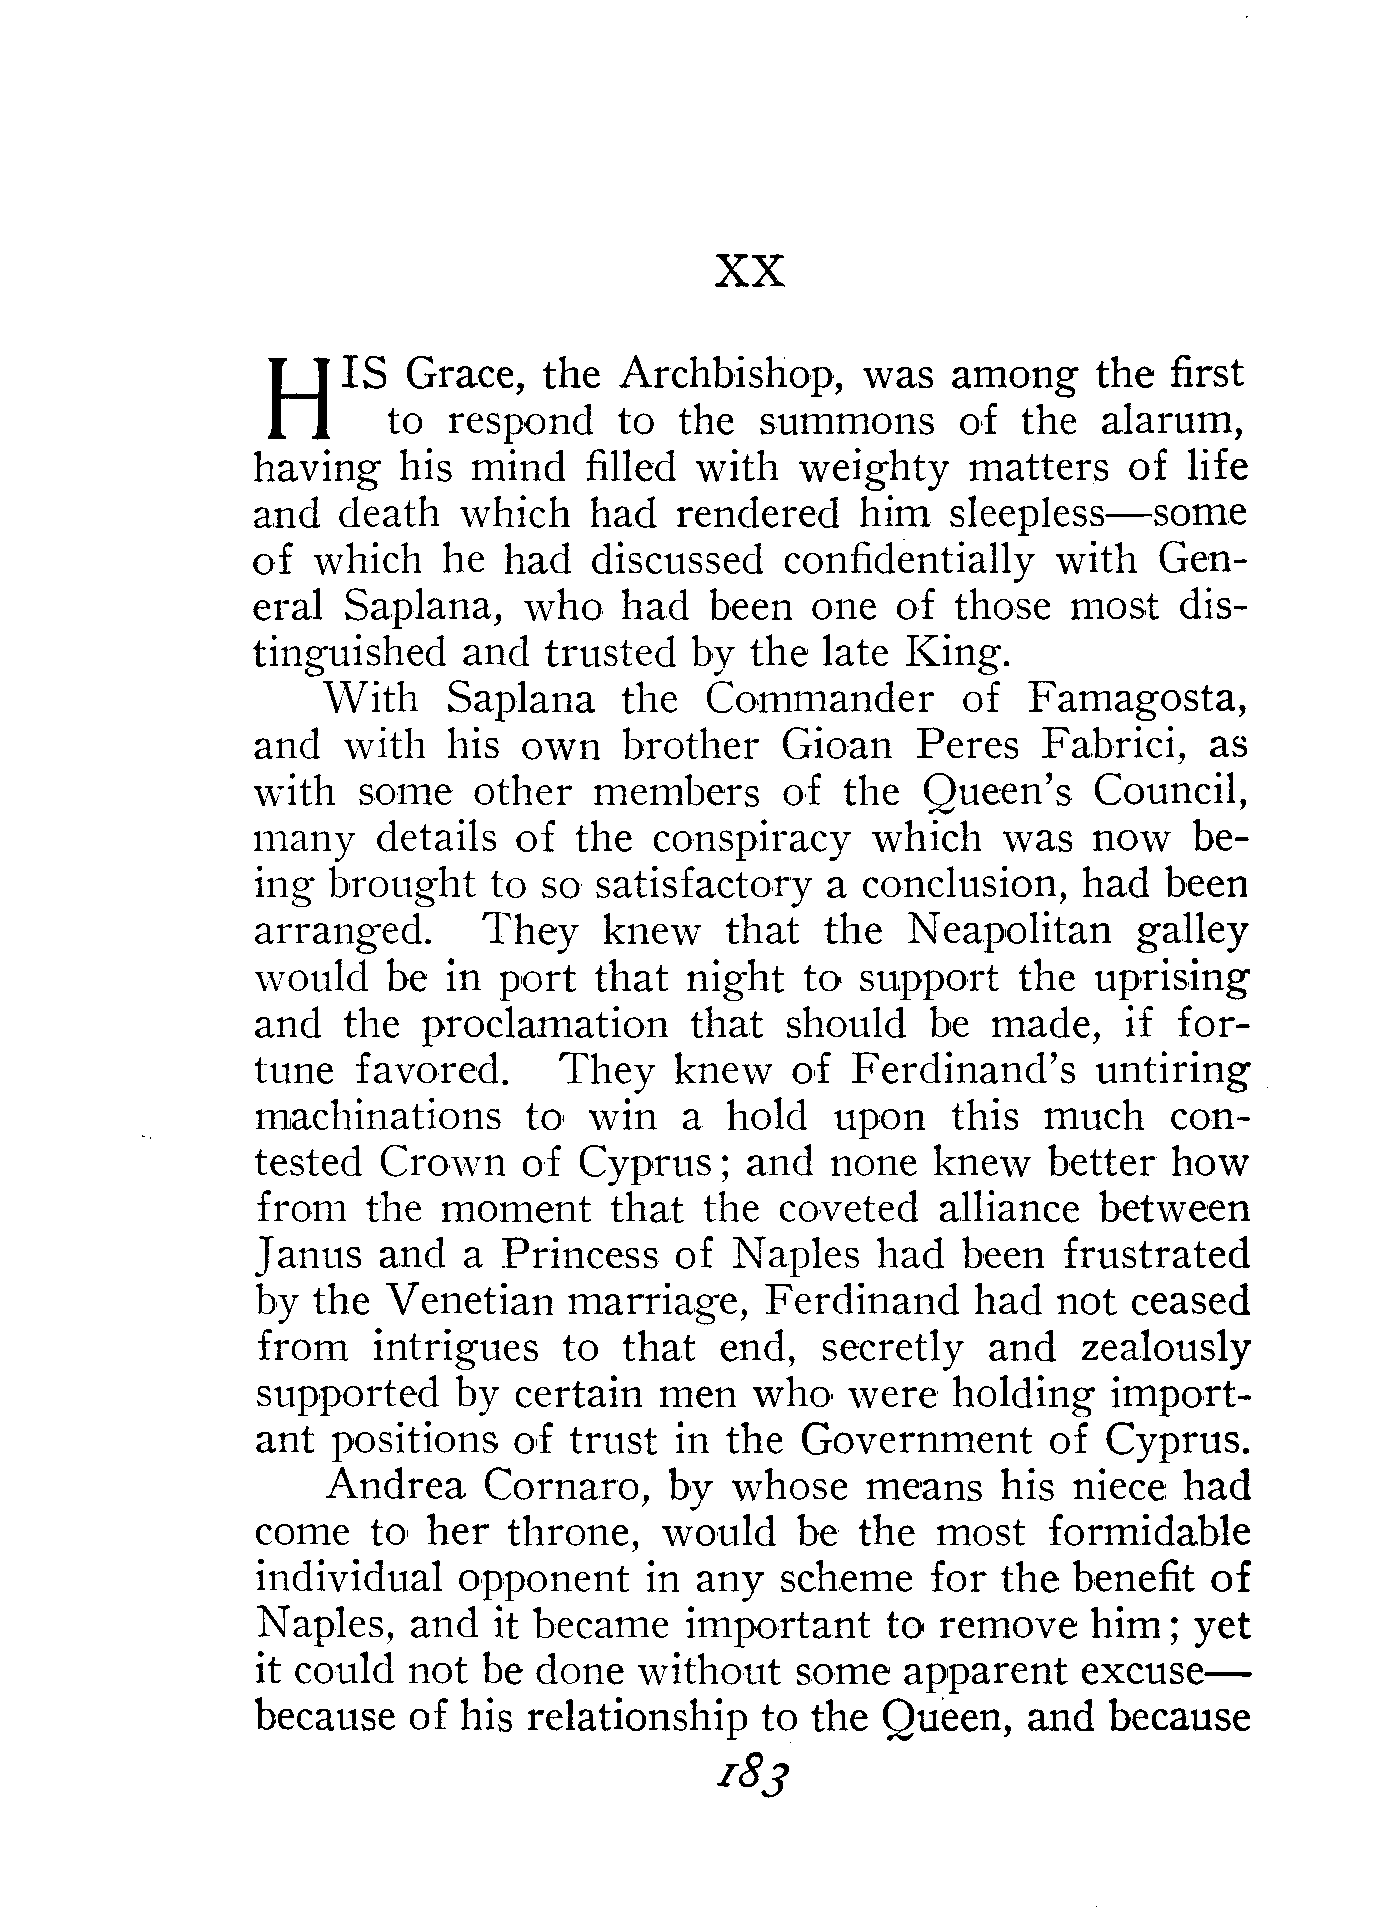 XX
HIS Grace, the Archbishop, was among the first
to respond to the summons of the alarum,
having his mind filled with weighty matters of life
and death which had rendered him sleepless—some
of which he had discussed confidentially with Gen-
eral Saplana, who had been one of those most dis-
tinguished and trusted by the late King.
With Saplana the Commander of Famagosta,
and with his own brother Gioan Peres Fabrici, as
with some other members of the Queen's Council,
many details of the conspiracy which was now be-
ing brought to so satisfactory a conclusion, had been
arranged. They knew that the Neapolitan galley
would be in port that night to support the uprising
and the proclamation that should be made, if for-
tune favored. They knew of Ferdinand's untiring
machinations to win a hold upon this much con-
tested Crown of Cyprus; and none knew better how
from the moment that the coveted alliance between
Janus and a Princess of Naples had been frustrated
by the Venetian marriage, Ferdinand had not ceased
from intrigues to that end, secretly and zealously
supported by certain men who were holding import-
ant positions of trust in the Government of Cyprus.
Andrea Cornaro, by whose means his niece had
come to her throne, would be the most formidable
individual opponent in any scheme for the benefit of
Naples, and it became important to remove him; yet
it could not be done without some apparent excuse—
because of his relationship to the Queen, and because
183